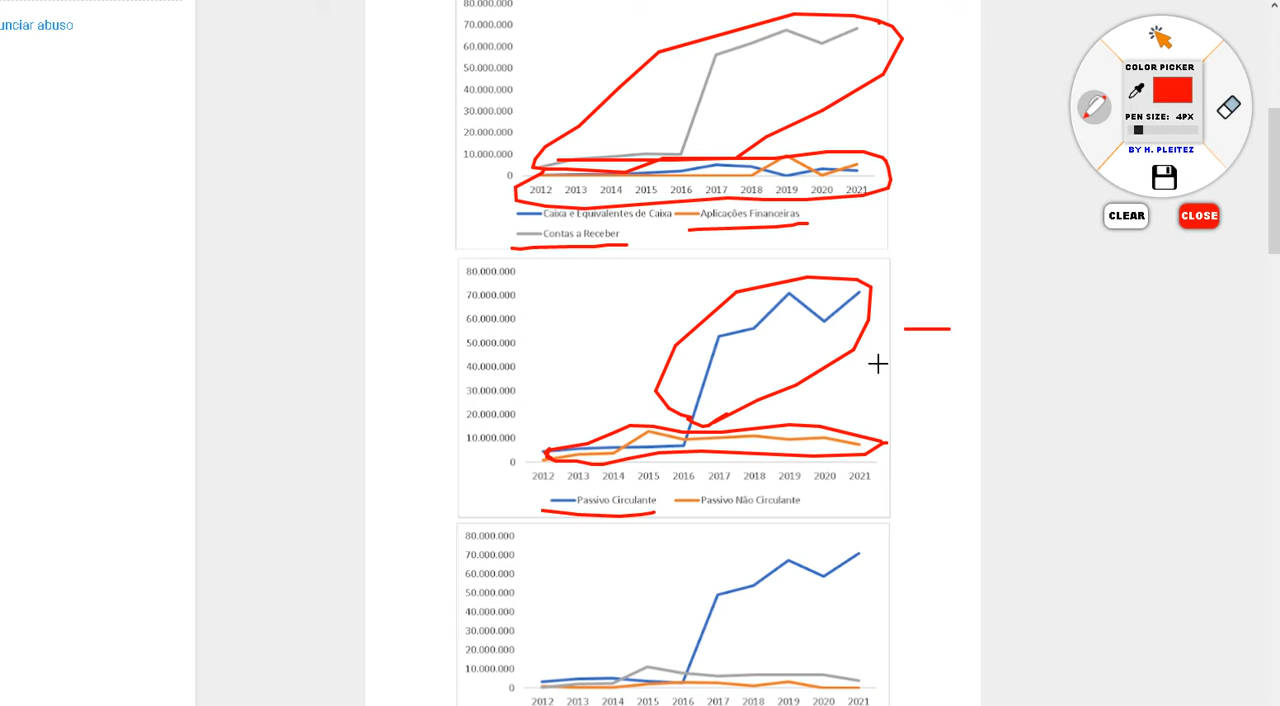 unciar abuso
80.000.000
70.000.000
60.000.000
50.000.000
40.000.000
30.000.000
20.000.000
10.000.000
0
2012 2013 2014 2015 2016 2017 2018 2019 2020 2021
Caixa e Equivalentes de Caixa Aplicações Financeiras
Contas a Receber
80.000.000
70.000.000
60.000.000
50.000.000
40.000.000
30.000.000
20.000.000
10.000.000
0
2012 2013 2014 2015 2016 2017 2018 2019 2020 2021
Passivo Circulante Passivo Não Circulante
80.000.000
70.000.000
60.000.000
50.000.000
40.000.000
30.000.000
20.000.000
10.000.000
0
2012 2013 2014 2015 2016 2017 2018 2019 2020 2021
COLOR PICKER
PEN SIZE: 4PX
BY H. PLEITEZ
CLEAR CLOSE